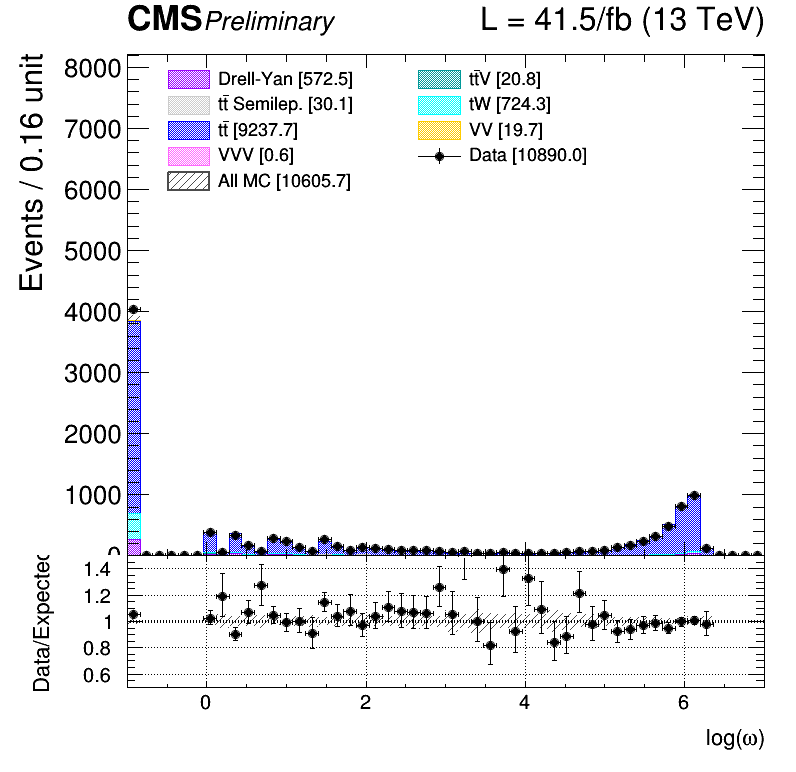 CMS Preliminary L = 41.5/fb (13 TeV)
Events / 0.16 unit
8000
7000
6000
5000
4000
3000
2000
1000
0
Drell-Yan [572.5]
tt̄ Semilep. [30.1]
tt̄ [9237.7]
VVV [0.6]
All MC [10605.7]
tt̄V [20.8]
tW [724.3]
VV [19.7]
Data [10890.0]
Data/Expected
1.4
1.2
1
0.8
0.6
0 2 4 6
log(ω)